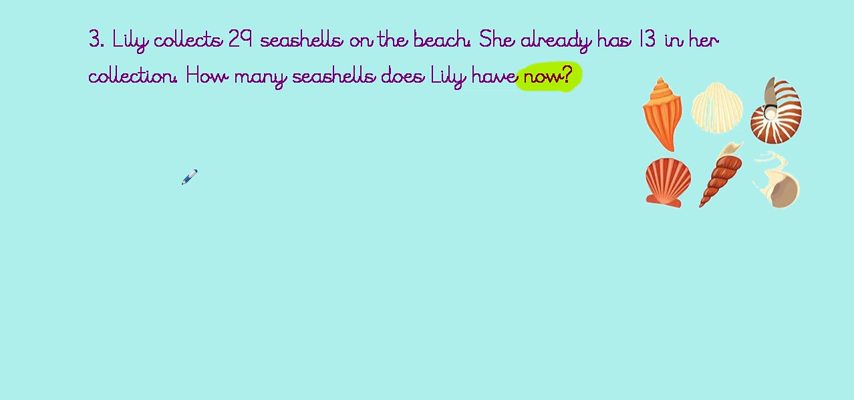 3. Lily collects 29 seashells on the beach. She already has 13 in her
collection. How many seashells does Lily have now?